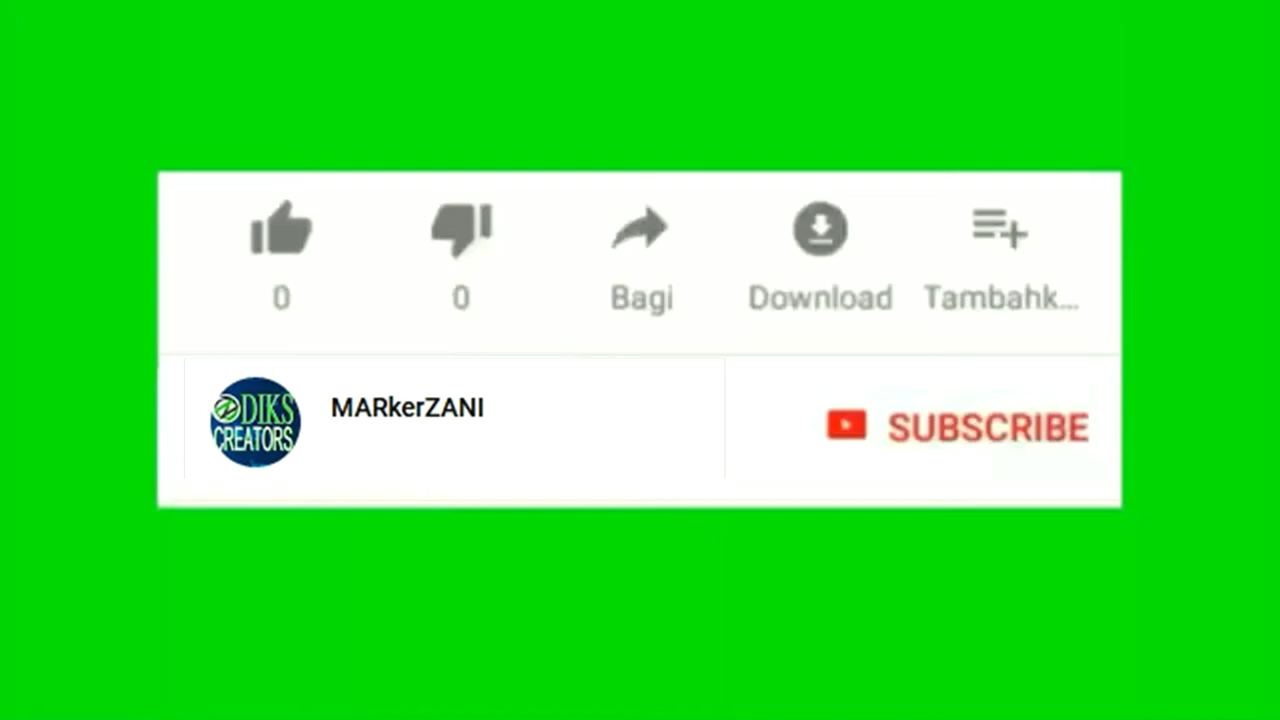 0 0 Bagi Download Tambahk...
DIKS
CREATORS
MARkerZANI
SUBSCRIBE